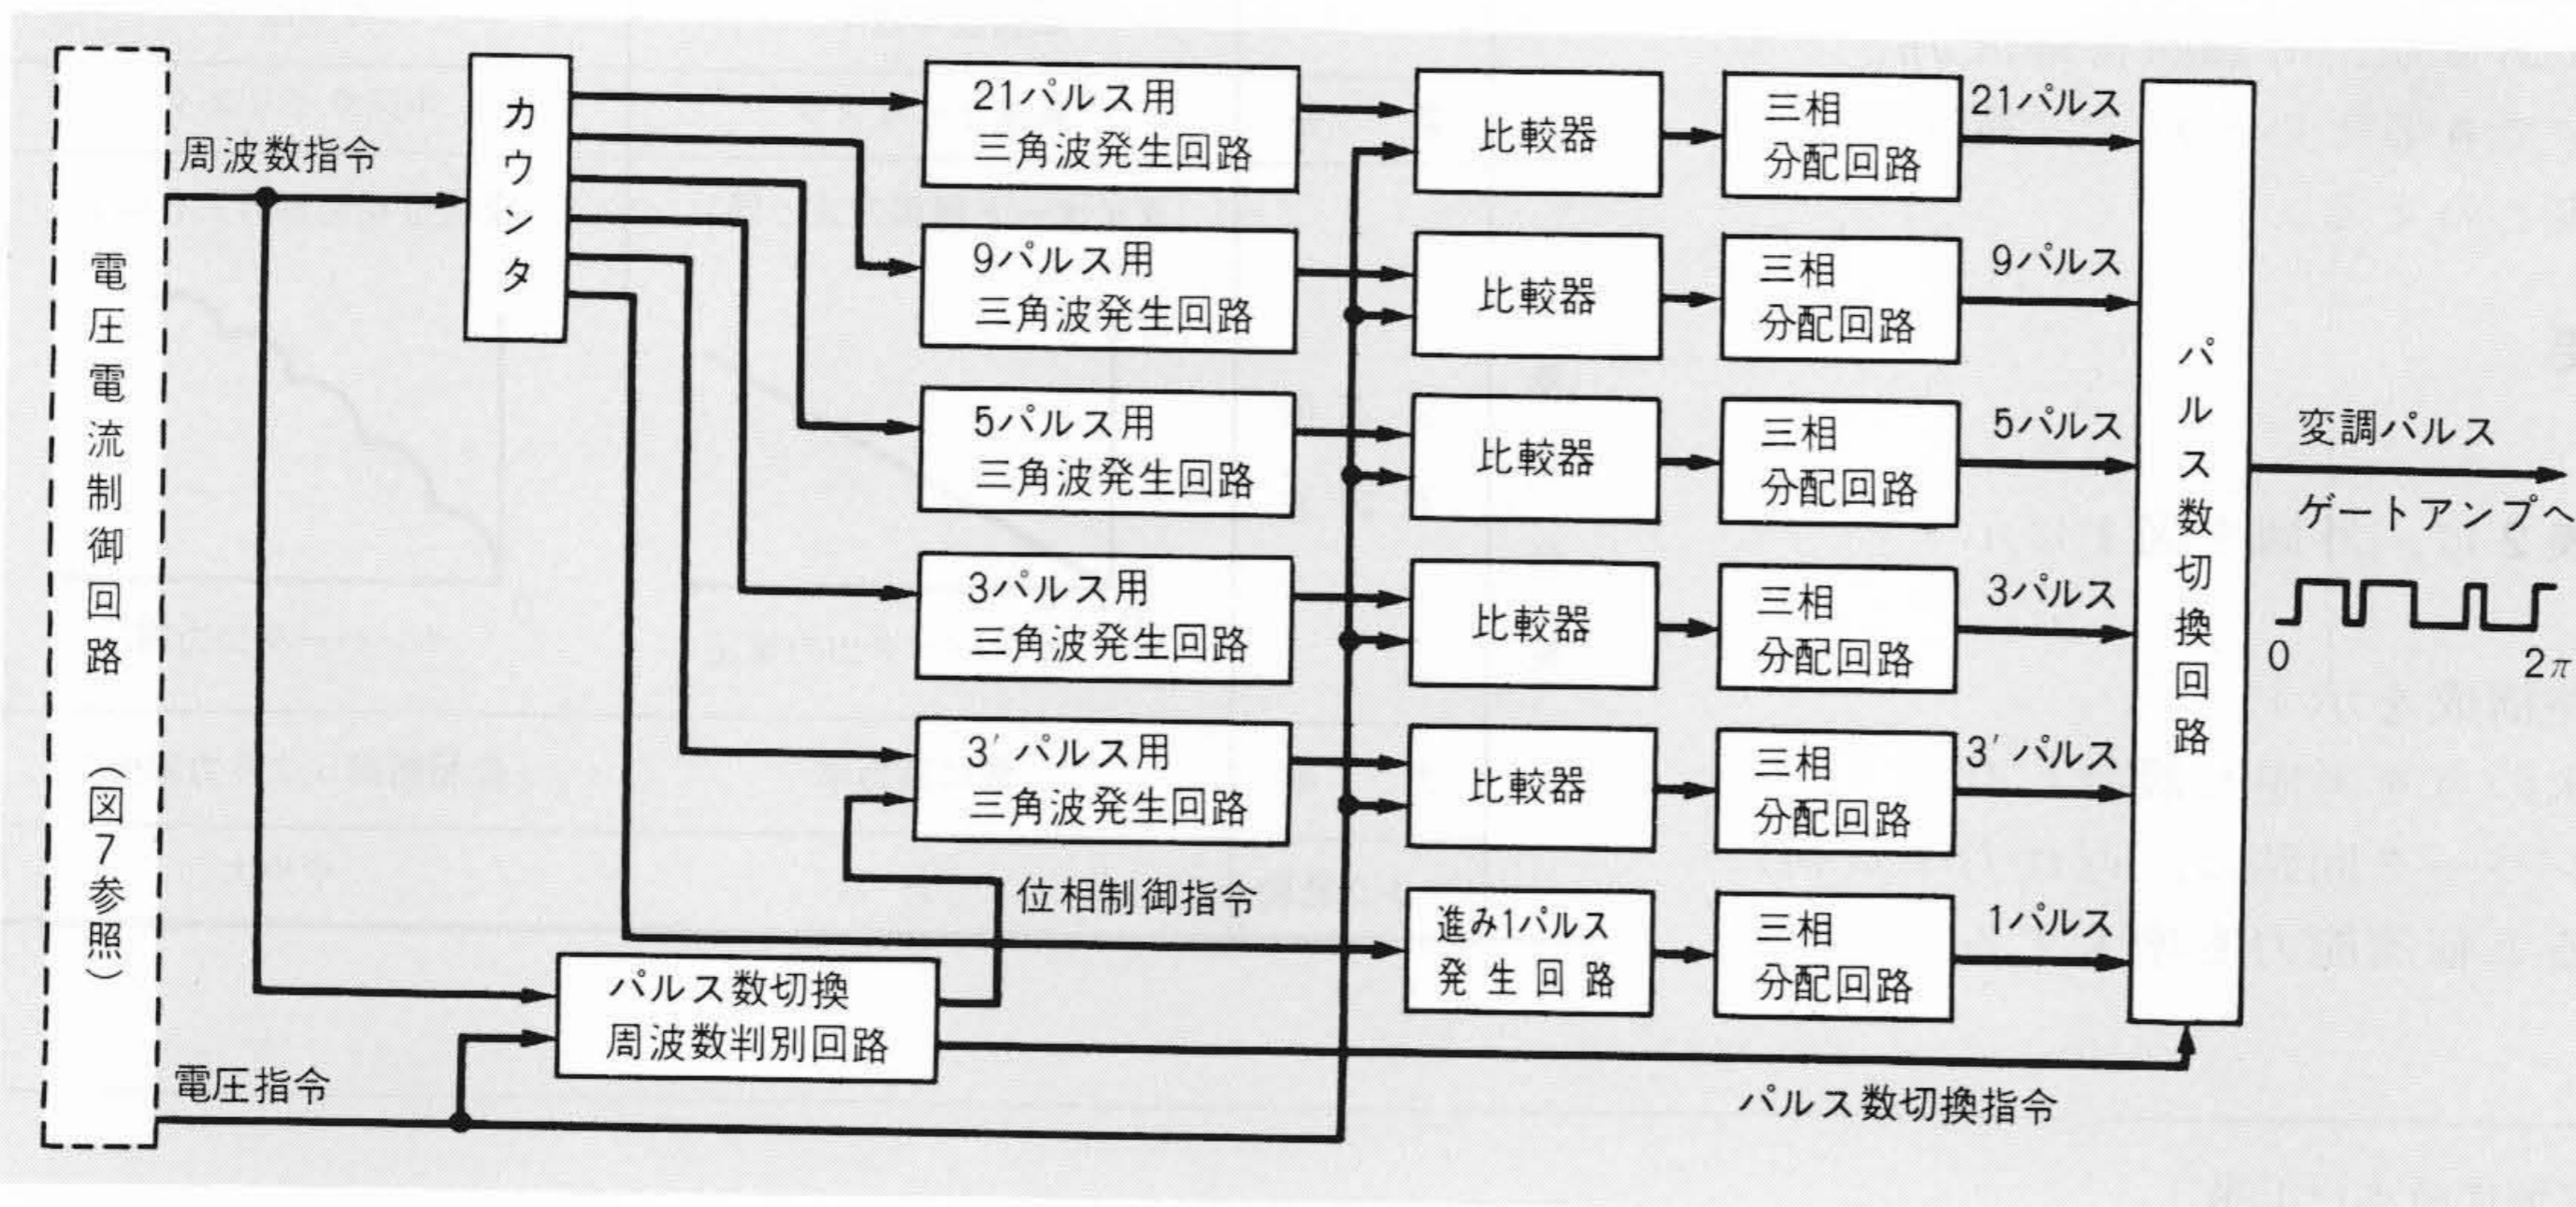 電圧電流制御回路（図7参照）
周波数指令
電圧指令
カウンタ
21パルス用
三角波発生回路
9パルス用
三角波発生回路
5パルス用
三角波発生回路
3パルス用
三角波発生回路
3′パルス用
三角波発生回路
位相制御指令
パルス数切換
周波数判別回路
比較器
比較器
比較器
比較器
比較器
進み1パルス
発生回路
三相
分配回路
三相
分配回路
三相
分配回路
三相
分配回路
三相
分配回路
三相
分配回路
21パルス
9パルス
5パルス
3パルス
3′パルス
1パルス
パルス数切換回路
パルス数切換指令
変調パルス
ゲートアンプへ
0
2π